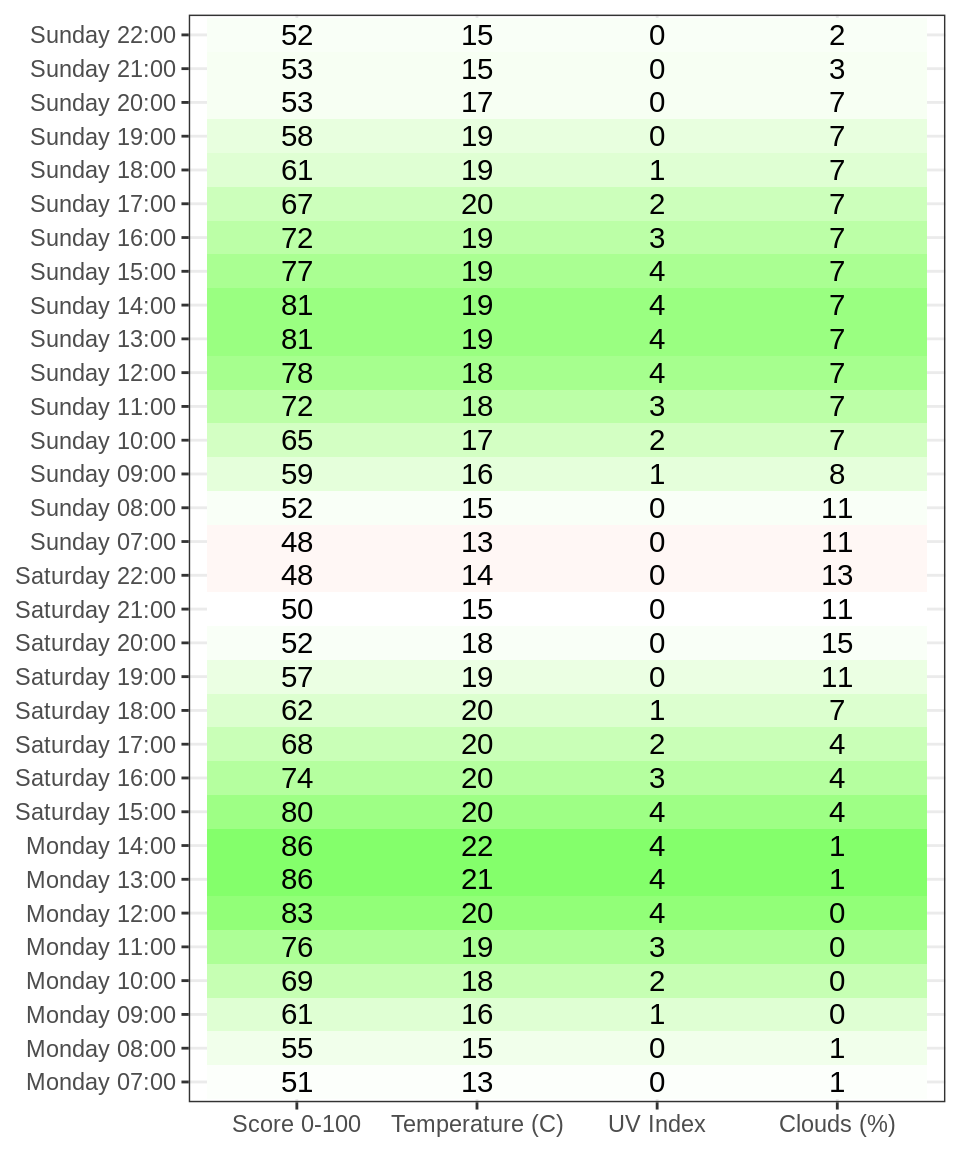 Sunday 22:00 52 15 0 2
Sunday 21:00 53 15 0 3
Sunday 20:00 53 17 0 7
Sunday 19:00 58 19 0 7
Sunday 18:00 61 19 1 7
Sunday 17:00 67 20 2 7
Sunday 16:00 72 19 3 7
Sunday 15:00 77 19 4 7
Sunday 14:00 81 19 4 7
Sunday 13:00 81 19 4 7
Sunday 12:00 78 18 4 7
Sunday 11:00 72 18 3 7
Sunday 10:00 65 17 2 7
Sunday 09:00 59 16 1 8
Sunday 08:00 52 15 0 11
Sunday 07:00 48 13 0 11
Saturday 22:00 48 14 0 13
Saturday 21:00 50 15 0 11
Saturday 20:00 52 18 0 15
Saturday 19:00 57 19 0 11
Saturday 18:00 62 20 1 7
Saturday 17:00 68 20 2 4
Saturday 16:00 74 20 3 4
Saturday 15:00 80 20 4 4
Monday 14:00 86 22 4 1
Monday 13:00 86 21 4 1
Monday 12:00 83 20 4 0
Monday 11:00 76 19 3 0
Monday 10:00 69 18 2 0
Monday 09:00 61 16 1 0
Monday 08:00 55 15 0 1
Monday 07:00 51 13 0 1
Score 0-100 Temperature (C) UV Index Clouds (%)